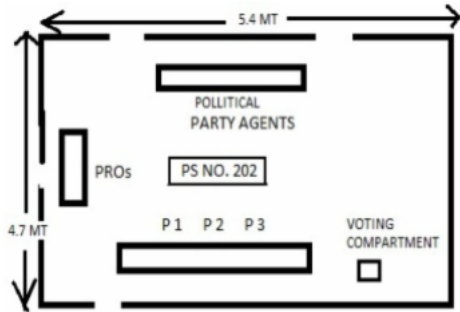 5.4 MT
POLLITICAL
PARTY AGENTS
PROs
PS NO. 202
4.7 MT
P 1 P 2 P 3
VOTING
COMPARTMENT